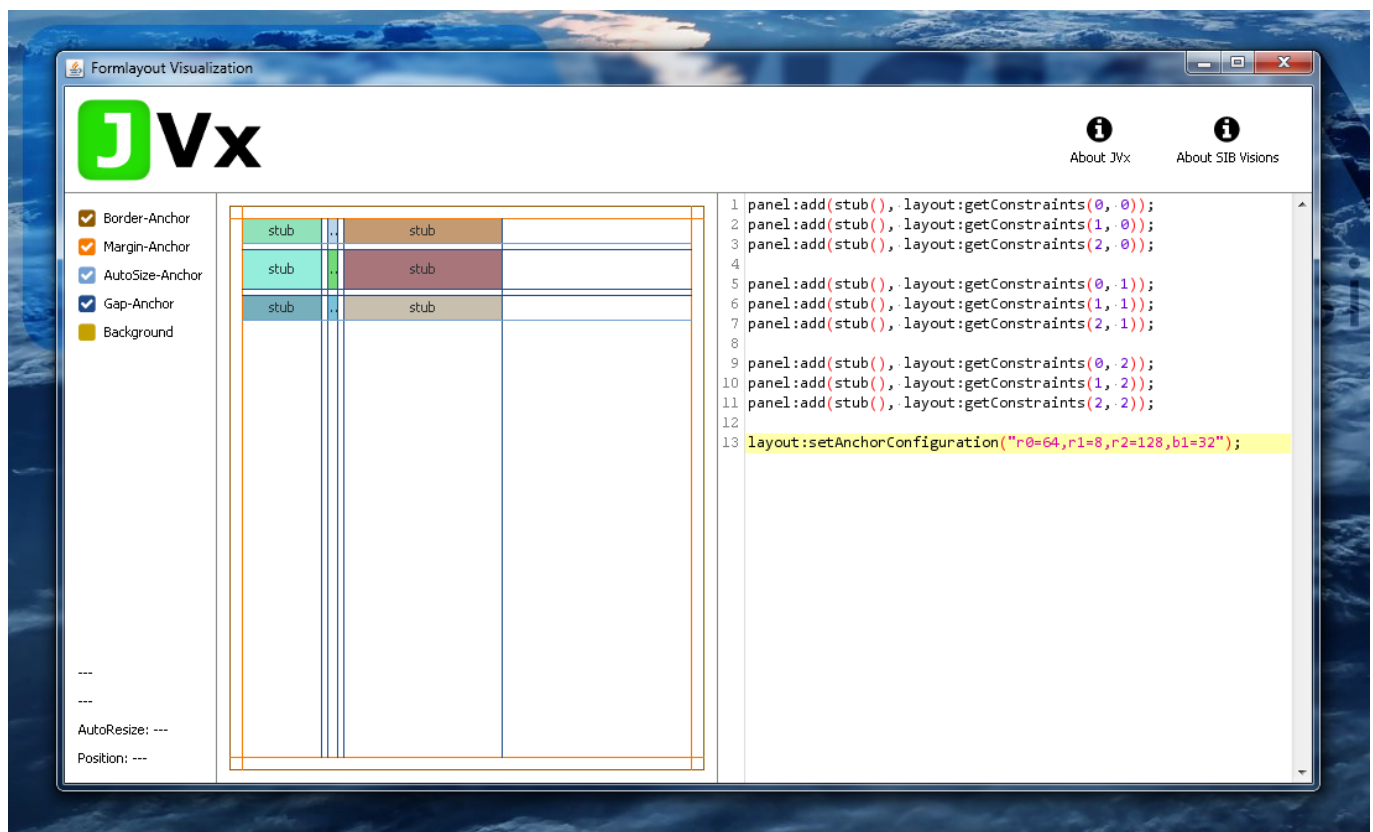 Formlayout Visualization
JVx
About JVx
About SIB Visions
Border-Anchor
Margin-Anchor
AutoSize-Anchor
Gap-Anchor
Background
stub .. stub
stub .. stub
stub .. stub
1 panel:add(stub(), layout:getConstraints(0, 0));
2 panel:add(stub(), layout:getConstraints(1, 0));
3 panel:add(stub(), layout:getConstraints(2, 0));
4
5 panel:add(stub(), layout:getConstraints(0, 1));
6 panel:add(stub(), layout:getConstraints(1, 1));
7 panel:add(stub(), layout:getConstraints(2, 1));
8
9 panel:add(stub(), layout:getConstraints(0, 2));
10 panel:add(stub(), layout:getConstraints(1, 2));
11 panel:add(stub(), layout:getConstraints(2, 2));
12
13 layout:setAnchorConfiguration("r0=64,r1=8,r2=128,b1=32");
---
---
AutoResize: ---
Position: ---